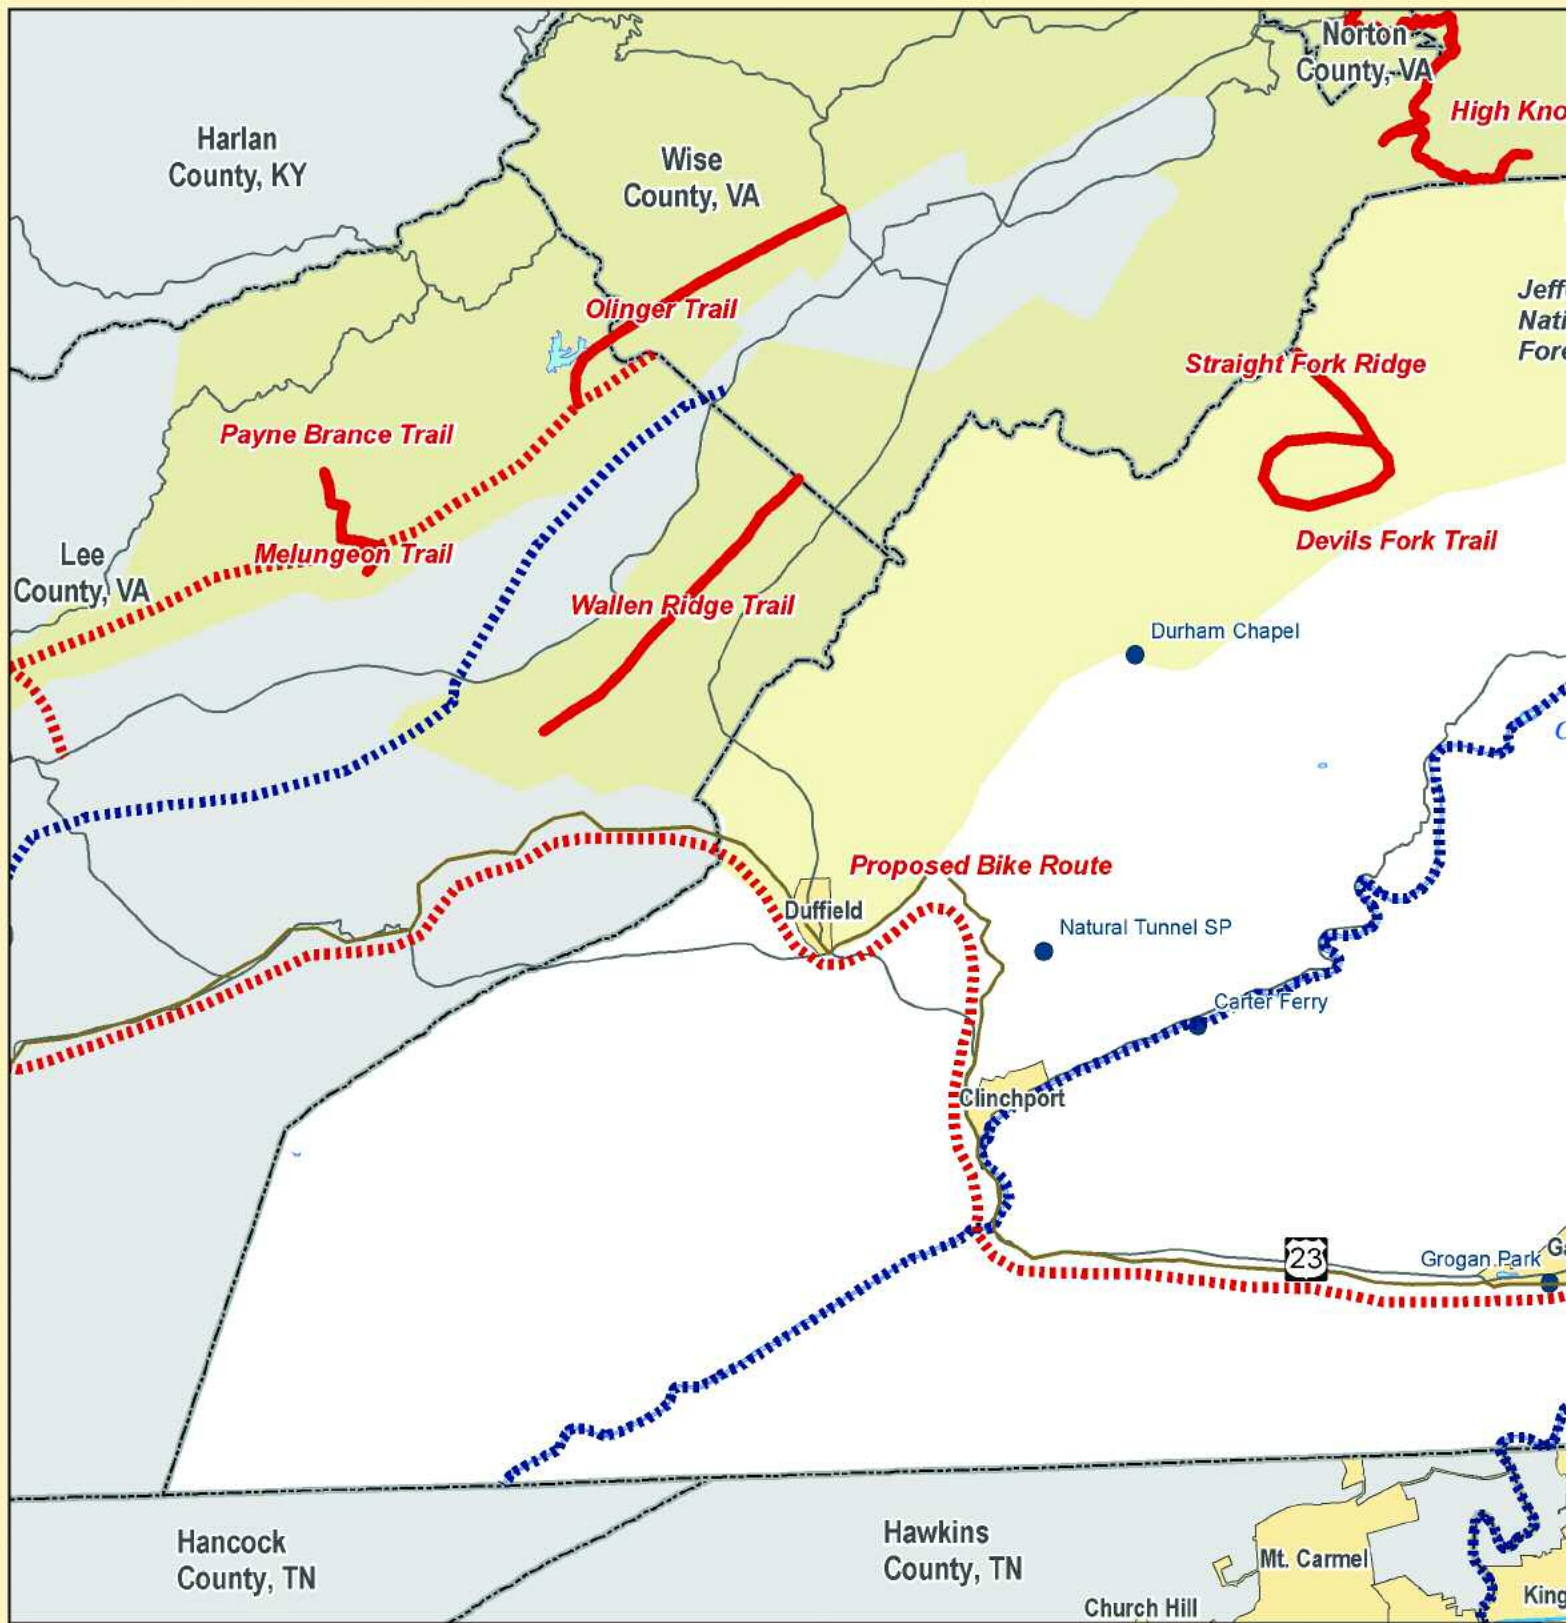 Norton
County, VA
High Kno
Harlan
County, KY
Wise
County, VA
Olinger Trail
Jeff
Nati
Fore
Straight Fork Ridge
Payne Brance Trail
Devils Fork Trail
Melungeon Trail
Lee
County, VA
Wallen Ridge Trail
Durham Chapel
C
Proposed Bike Route
Duffield
Natural Tunnel SP
Carter Ferry
Clinchport
23
Grogan Park
Ga
Hancock
County, TN
Hawkins
County, TN
Mt. Carmel
Church Hill
King